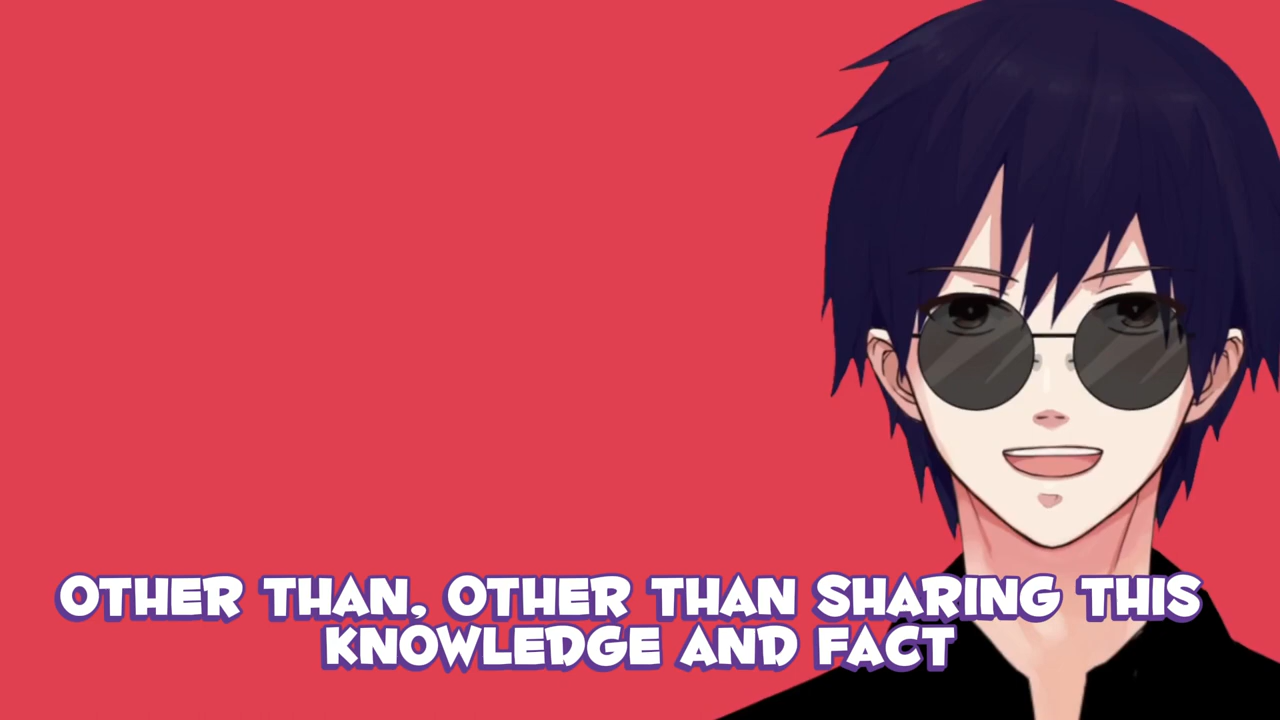 OTHER THAN, OTHER THAN SHARING THIS
KNOWLEDGE AND FACT